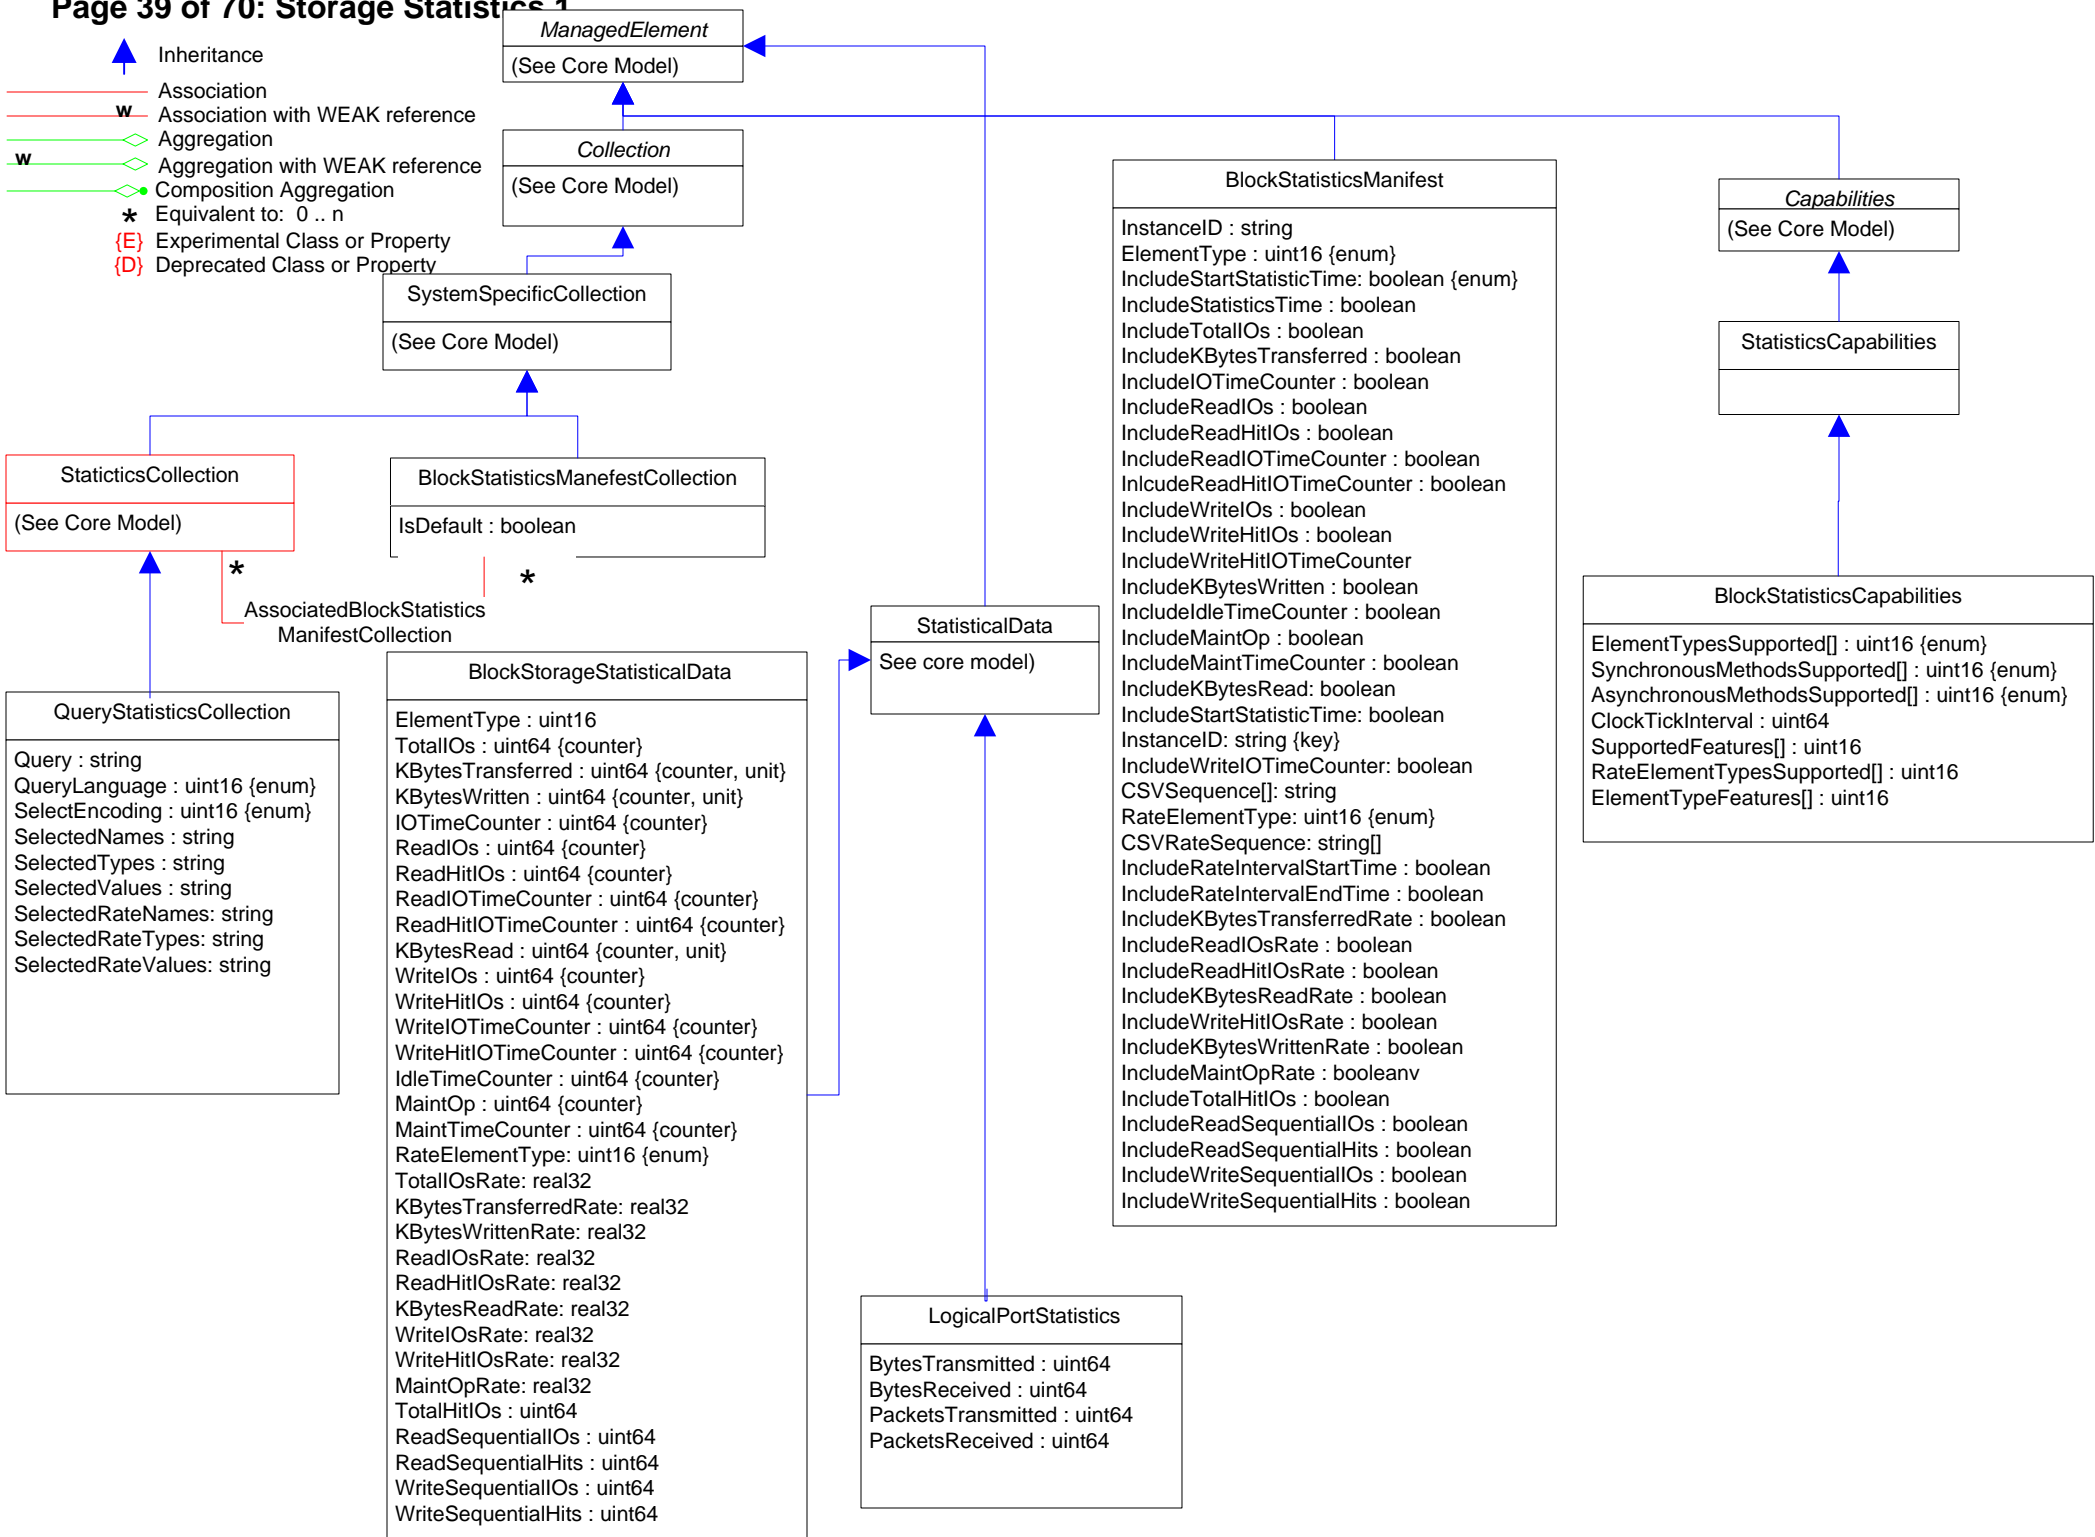 Page 39 of 70: Storage Statistics 1
Inheritance
Association
w
Association with WEAK reference
Aggregation
w
Aggregation with WEAK reference
Composition Aggregation
* Equivalent to: 0 .. n
{E} Experimental Class or Property
{D} Deprecated Class or Property
ManagedElement
(See Core Model)
Collection
(See Core Model)
SystemSpecificCollection
(See Core Model)
StaticticsCollection
(See Core Model)
*
BlockStatisticsManefestCollection
IsDefault : boolean
*
AssociatedBlockStatistics
ManifestCollection
QueryStatisticsCollection
Query : string
QueryLanguage : uint16 {enum}
SelectEncoding : uint16 {enum}
SelectedNames : string
SelectedTypes : string
SelectedValues : string
SelectedRateNames: string
SelectedRateTypes: string
SelectedRateValues: string
BlockStorageStatisticalData
ElementType : uint16
TotalIOs : uint64 {counter}
KBytesTransferred : uint64 {counter, unit}
KBytesWritten : uint64 {counter, unit}
IOTimeCounter : uint64 {counter}
ReadIOs : uint64 {counter}
ReadHitIOs : uint64 {counter}
ReadIOTimeCounter : uint64 {counter}
ReadHitIOTimeCounter : uint64 {counter}
KBytesRead : uint64 {counter, unit}
WriteIOs : uint64 {counter}
WriteHitIOs : uint64 {counter}
WriteIOTimeCounter : uint64 {counter}
WriteHitIOTimeCounter : uint64 {counter}
IdleTimeCounter : uint64 {counter}
MaintOp : uint64 {counter}
MaintTimeCounter : uint64 {counter}
RateElementType: uint16 {enum}
TotalIOsRate: real32
KBytesTransferredRate: real32
KBytesWrittenRate: real32
ReadIOsRate: real32
ReadHitIOsRate: real32
KBytesReadRate: real32
WriteIOsRate: real32
WriteHitIOsRate: real32
MaintOpRate: real32
TotalHitIOs : uint64
ReadSequentialIOs : uint64
ReadSequentialHits : uint64
WriteSequentialIOs : uint64
WriteSequentialHits : uint64
StatisticalData
See core model)
LogicalPortStatistics
BytesTransmitted : uint64
BytesReceived : uint64
PacketsTransmitted : uint64
PacketsReceived : uint64
BlockStatisticsManifest
InstanceID : string
ElementType : uint16 {enum}
IncludeStartStatisticTime: boolean {enum}
IncludeStatisticsTime : boolean
IncludeTotalIOs : boolean
IncludeKBytesTransferred : boolean
IncludeIOTimeCounter : boolean
IncludeReadIOs : boolean
IncludeReadHitIOs : boolean
IncludeReadIOTimeCounter : boolean
InlcudeReadHitIOTimeCounter : boolean
IncludeWriteIOs : boolean
IncludeWriteHitIOs : boolean
IncludeWriteHitIOTimeCounter
IncludeKBytesWritten : boolean
IncludeIdleTimeCounter : boolean
IncludeMaintOp : boolean
IncludeMaintTimeCounter : boolean
IncludeKBytesRead: boolean
IncludeStartStatisticTime: boolean
InstanceID: string {key}
IncludeWriteIOTimeCounter: boolean
CSVSequence[]: string
RateElementType: uint16 {enum}
CSVRateSequence: string[]
IncludeRateIntervalStartTime : boolean
IncludeRateIntervalEndTime : boolean
IncludeKBytesTransferredRate : boolean
IncludeReadIOsRate : boolean
IncludeReadHitIOsRate : boolean
IncludeKBytesReadRate : boolean
IncludeWriteHitIOsRate : boolean
IncludeKBytesWrittenRate : boolean
IncludeMaintOpRate : booleanv
IncludeTotalHitIOs : boolean
IncludeReadSequentialIOs : boolean
IncludeReadSequentialHits : boolean
IncludeWriteSequentialIOs : boolean
IncludeWriteSequentialHits : boolean
Capabilities
(See Core Model)
StatisticsCapabilities
BlockStatisticsCapabilities
ElementTypesSupported[] : uint16 {enum}
SynchronousMethodsSupported[] : uint16 {enum}
AsynchronousMethodsSupported[] : uint16 {enum}
ClockTickInterval : uint64
SupportedFeatures[] : uint16
RateElementTypesSupported[] : uint16
ElementTypeFeatures[] : uint16